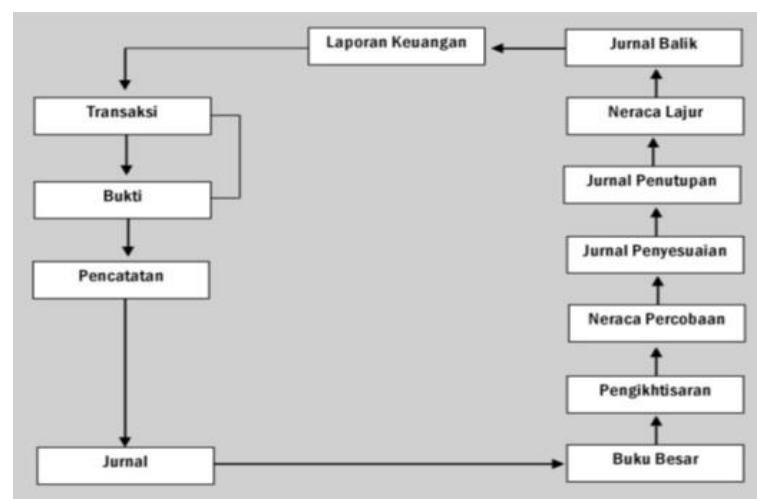 Laporan Keuangan
Jurnal Balik
Transaksi
Neraca Lajur
Bukti
Jurnal Penutupan
Pencatatan
Jurnal Penyesuaian
Neraca Percobaan
Pengikhtisaran
Jurnal
Buku Besar